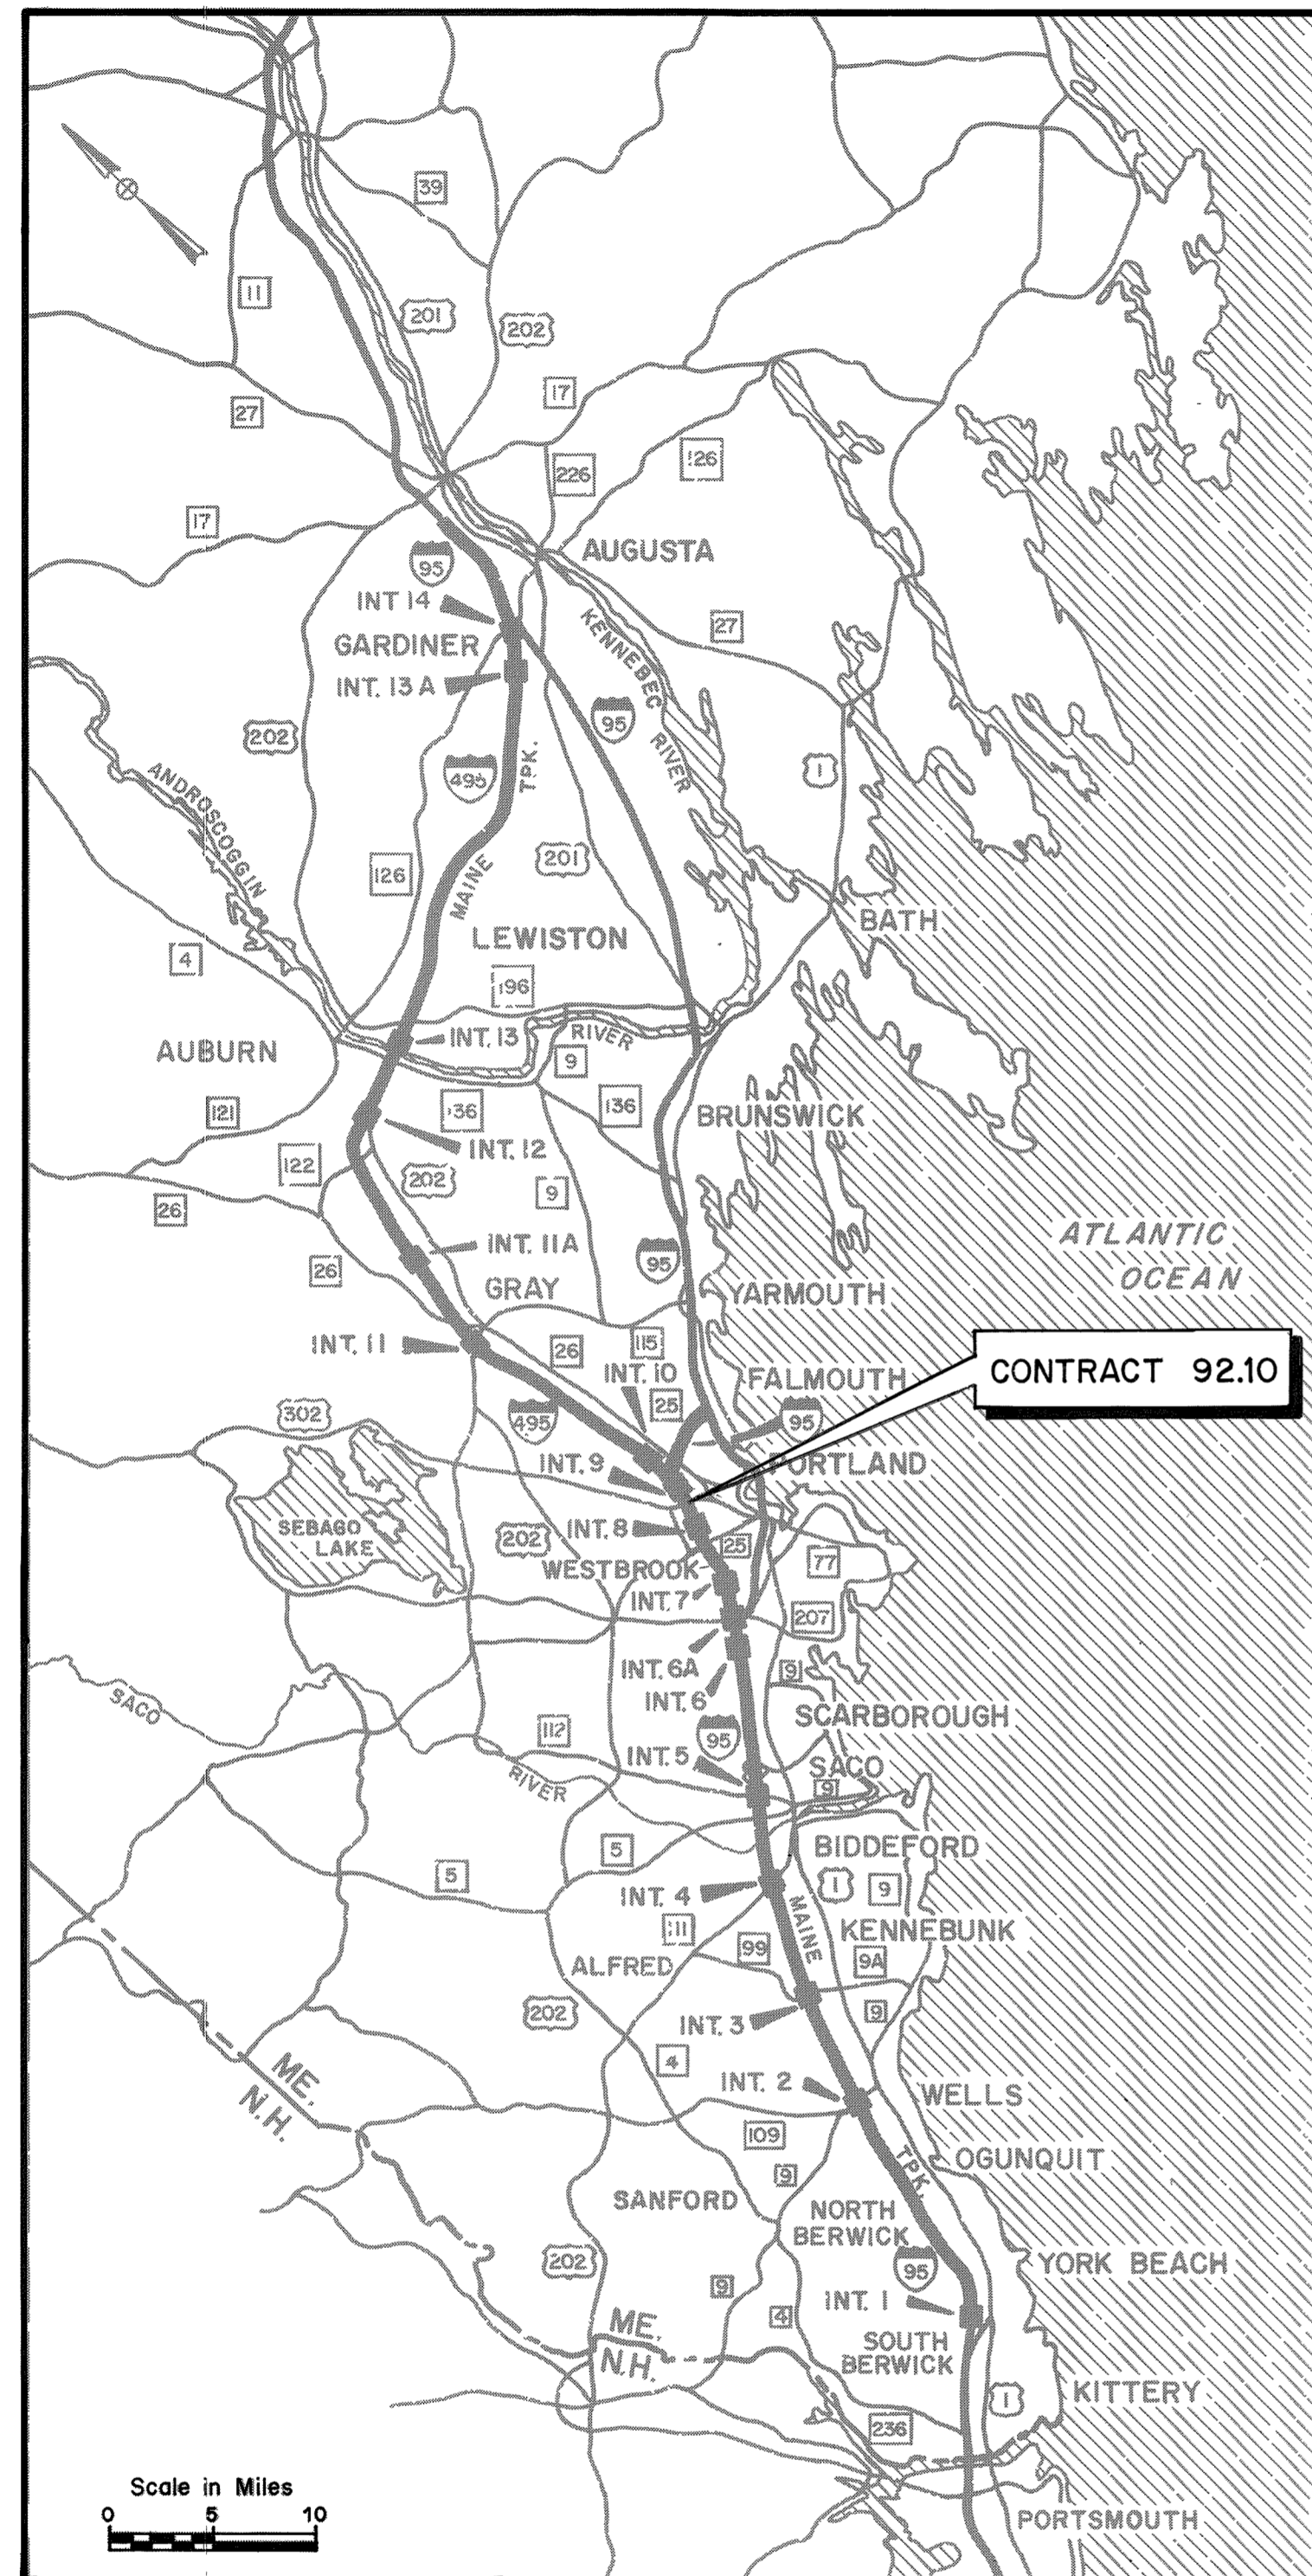 39
11
201
202
27
17
226
126
17
AUGUSTA
95
INT 14
GARDINER
INT. 13 A
KENNEBEC
RIVER
27
202
95
495
TPK.
1
ANDROSCOGGIN
126
MAINE
201
LEWISTON
BATH
4
196
INT. 13
RIVER
AUBURN
9
121
136
136
BRUNSWICK
INT. 12
122
202
9
26
ATLANTIC
OCEAN
INT. 11A
95
26
GRAY
YARMOUTH
INT. 11
26
115
INT. 10
CONTRACT 92.10
FALMOUTH
25
302
495
95
INT. 9
PORTLAND
SEBAGO
LAKE
202
INT. 8
25
WESTBROOK
77
INT. 7
207
INT. 6A
9
INT. 6
SACO
SCARBOROUGH
112
95
INT. 5
SACO
RIVER
9
BIDDEFORD
5
5
1
9
INT. 4
MAINE
111
KENNEBUNK
99
9A
ALFRED
202
9
INT. 3
4
ME.
N.H.
INT. 2
WELLS
109
OGUNQUIT
9
TPK.
SANFORD
NORTH
BERWICK
202
95
YORK BEACH
9
4
INT. 1
ME.
N.H.
SOUTH
BERWICK
1
KITTERY
236
Scale in Miles
0 5 10
PORTSMOUTH